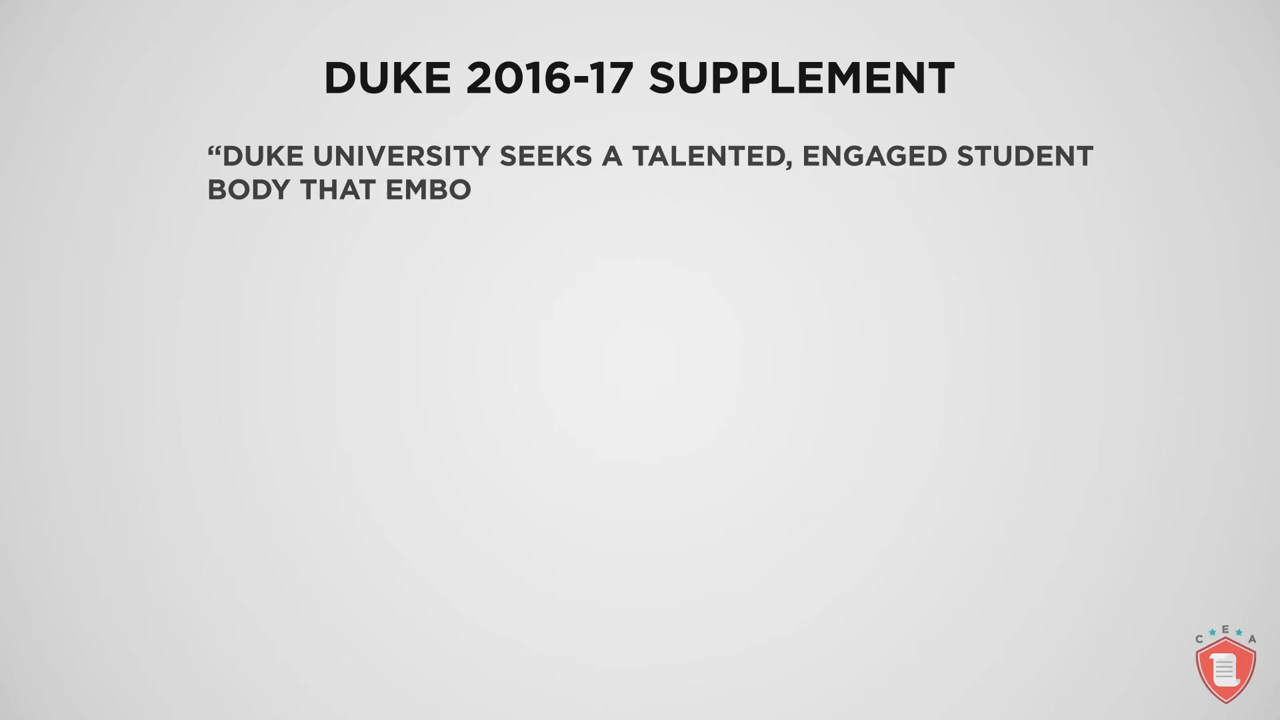 DUKE 2016-17 SUPPLEMENT
“DUKE UNIVERSITY SEEKS A TALENTED, ENGAGED STUDENT
BODY THAT EMBO
C E A